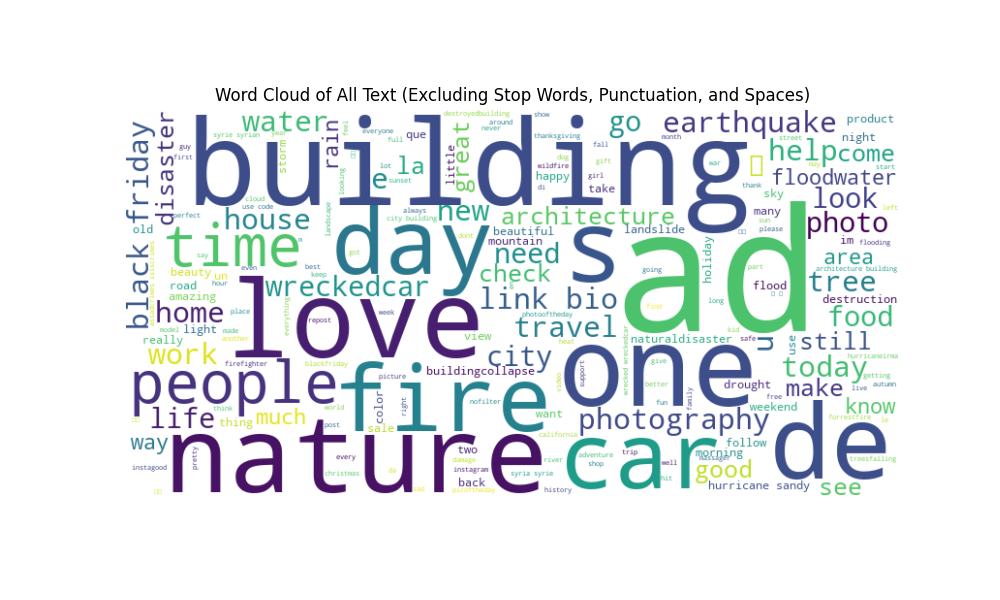 Word Cloud of All Text (Excluding Stop Words, Punctuation, and Spaces)
building
sad
love
nature
one
day
fire
car
de
people
time
s
black friday
disaster
water
rain
storm
la
e
que
great
little
go
earthquake
product
night
help
come
floodwater
look
photo
sky
many
im
flooding
area
tree
destruction
food
still
u
use
today
make
know
drought
weekend
house
new
architecture
landslide
beautiful
mountain
need
check
link bio
travel
city
wreckedcar
home
work
life
way
much
thing
light
really
road
amazing
beauty
un
old
view
buildingcollapse
photography
naturaldisaster
holiday
flood
good
morning
follow
see
hurricane sandy
back
two
instagram
want
sale
color
happy
take
thanksgiving
around
never
show
destroyedbuilding
everyone
full
lot
sunset
looking
feel
year
syrie syrian
guy
first
cloud
use code
perfect
landscape
always
city building
dont
got
say
even
hour
best
keep
place
everything
repost
week
photooftheday
model
made
another
firefighter
blackfriday
picture
right
nofilter
think
world
post
every
christmas
instagood
pretty
damage
picoftheday
syria syrie
river
history
california
adventure
shop
trip
well
hit
family
support
video
heat
find
wrecked wreckedcar
give
better
fun
kid
safe
long
part
going
architecture building
wildfire
dog
gift
girl
di
fall
month
war
thank
sun
please
street
may
start
left
hurricaneirma
getting
live
autumn
free
forrestfire
le
treesfalling